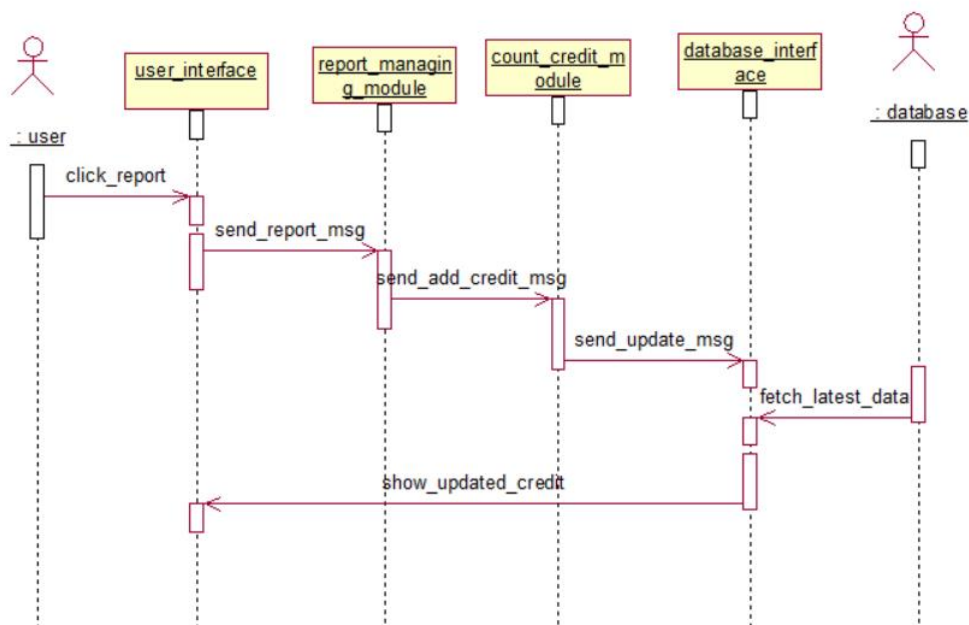 user_interface
report_managin
g_module
count_credit_m
odule
database_interf
ace
: user
: database
click_report
send_report_msg
send_add_credit_msg
send_update_msg
fetch_latest_data
show_updated_credit